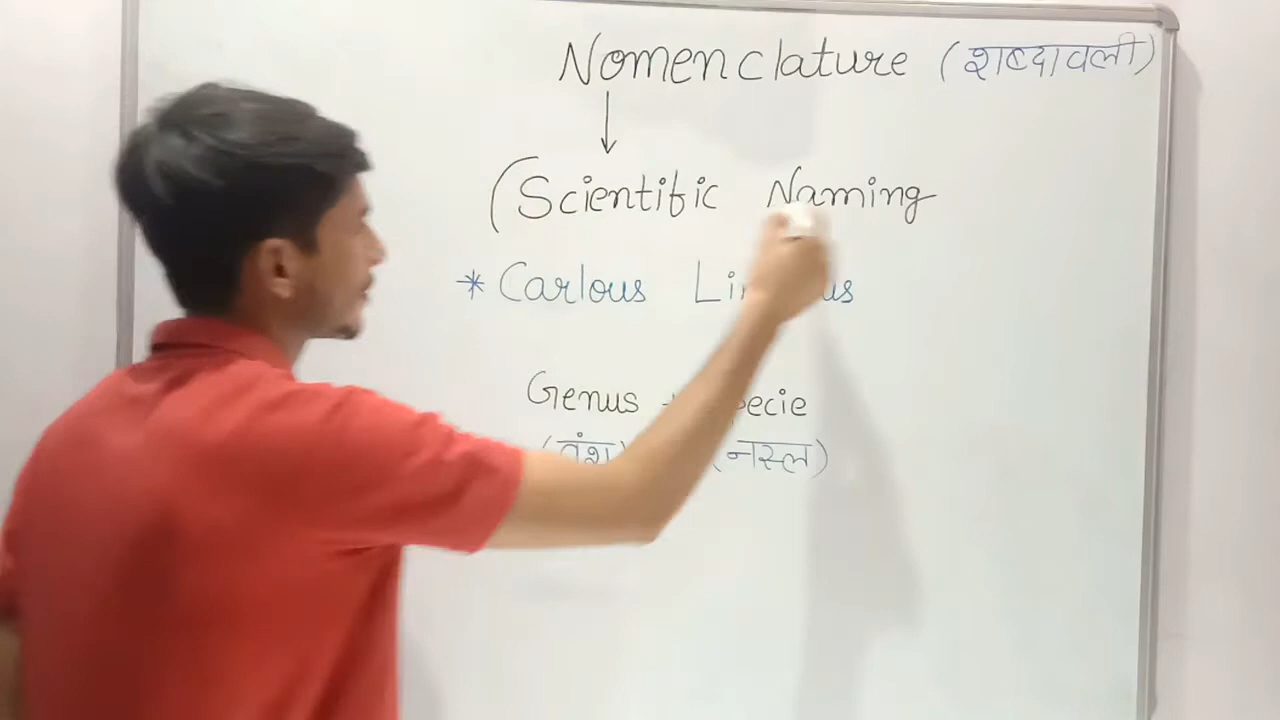 Nomenclature (शब्दावली)
(Scientific Naming
* Carlous
Genus
(वंश) (नस्ल)